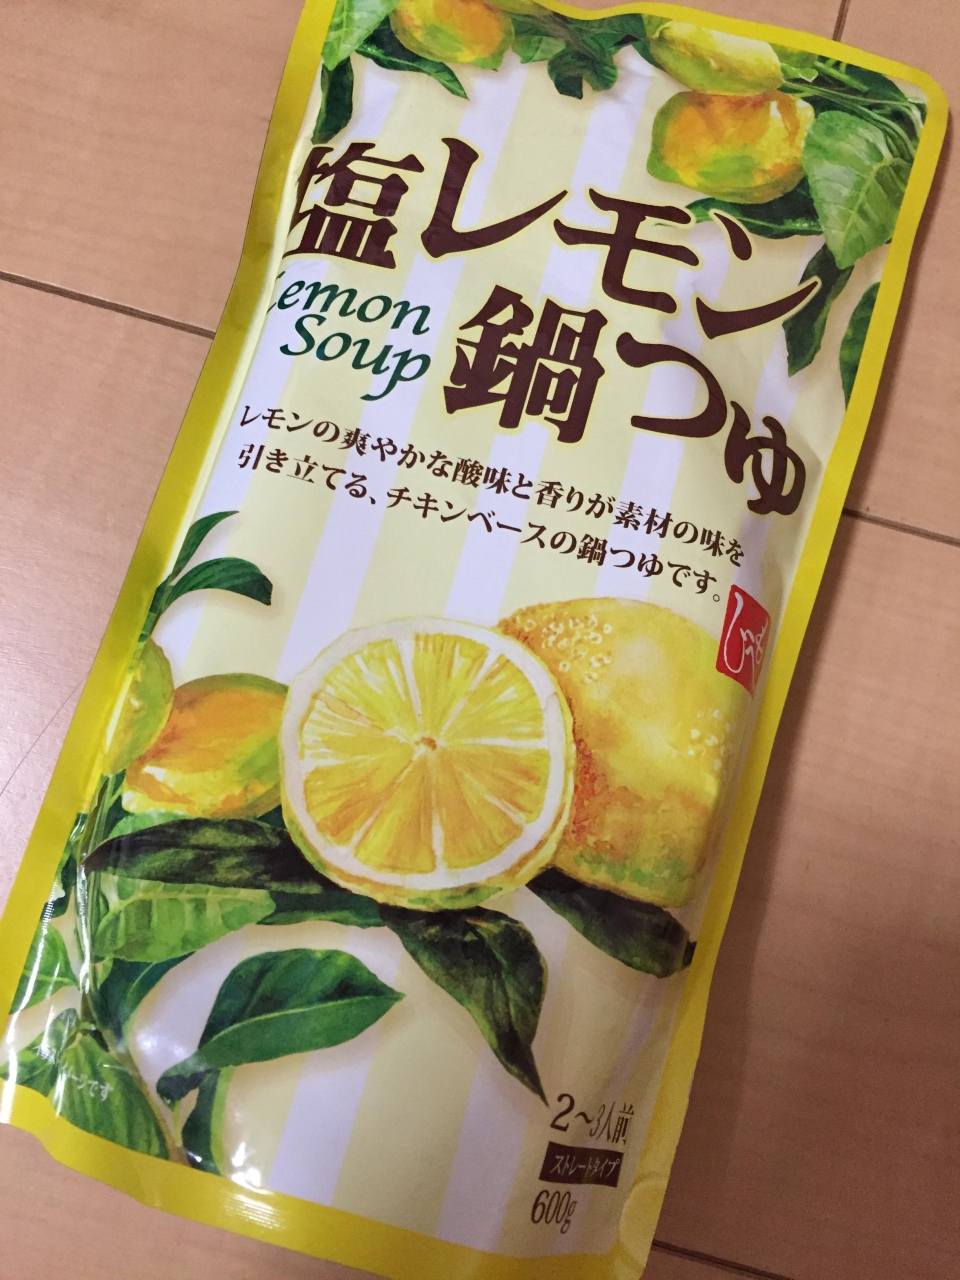 塩レモン
鍋つゆ
Lemon
Soup
レモンの爽やかな酸味と香りが素材の味を
引き立てる、チキンベースの鍋つゆです。
2〜3人前
ストレートタイプ
600g